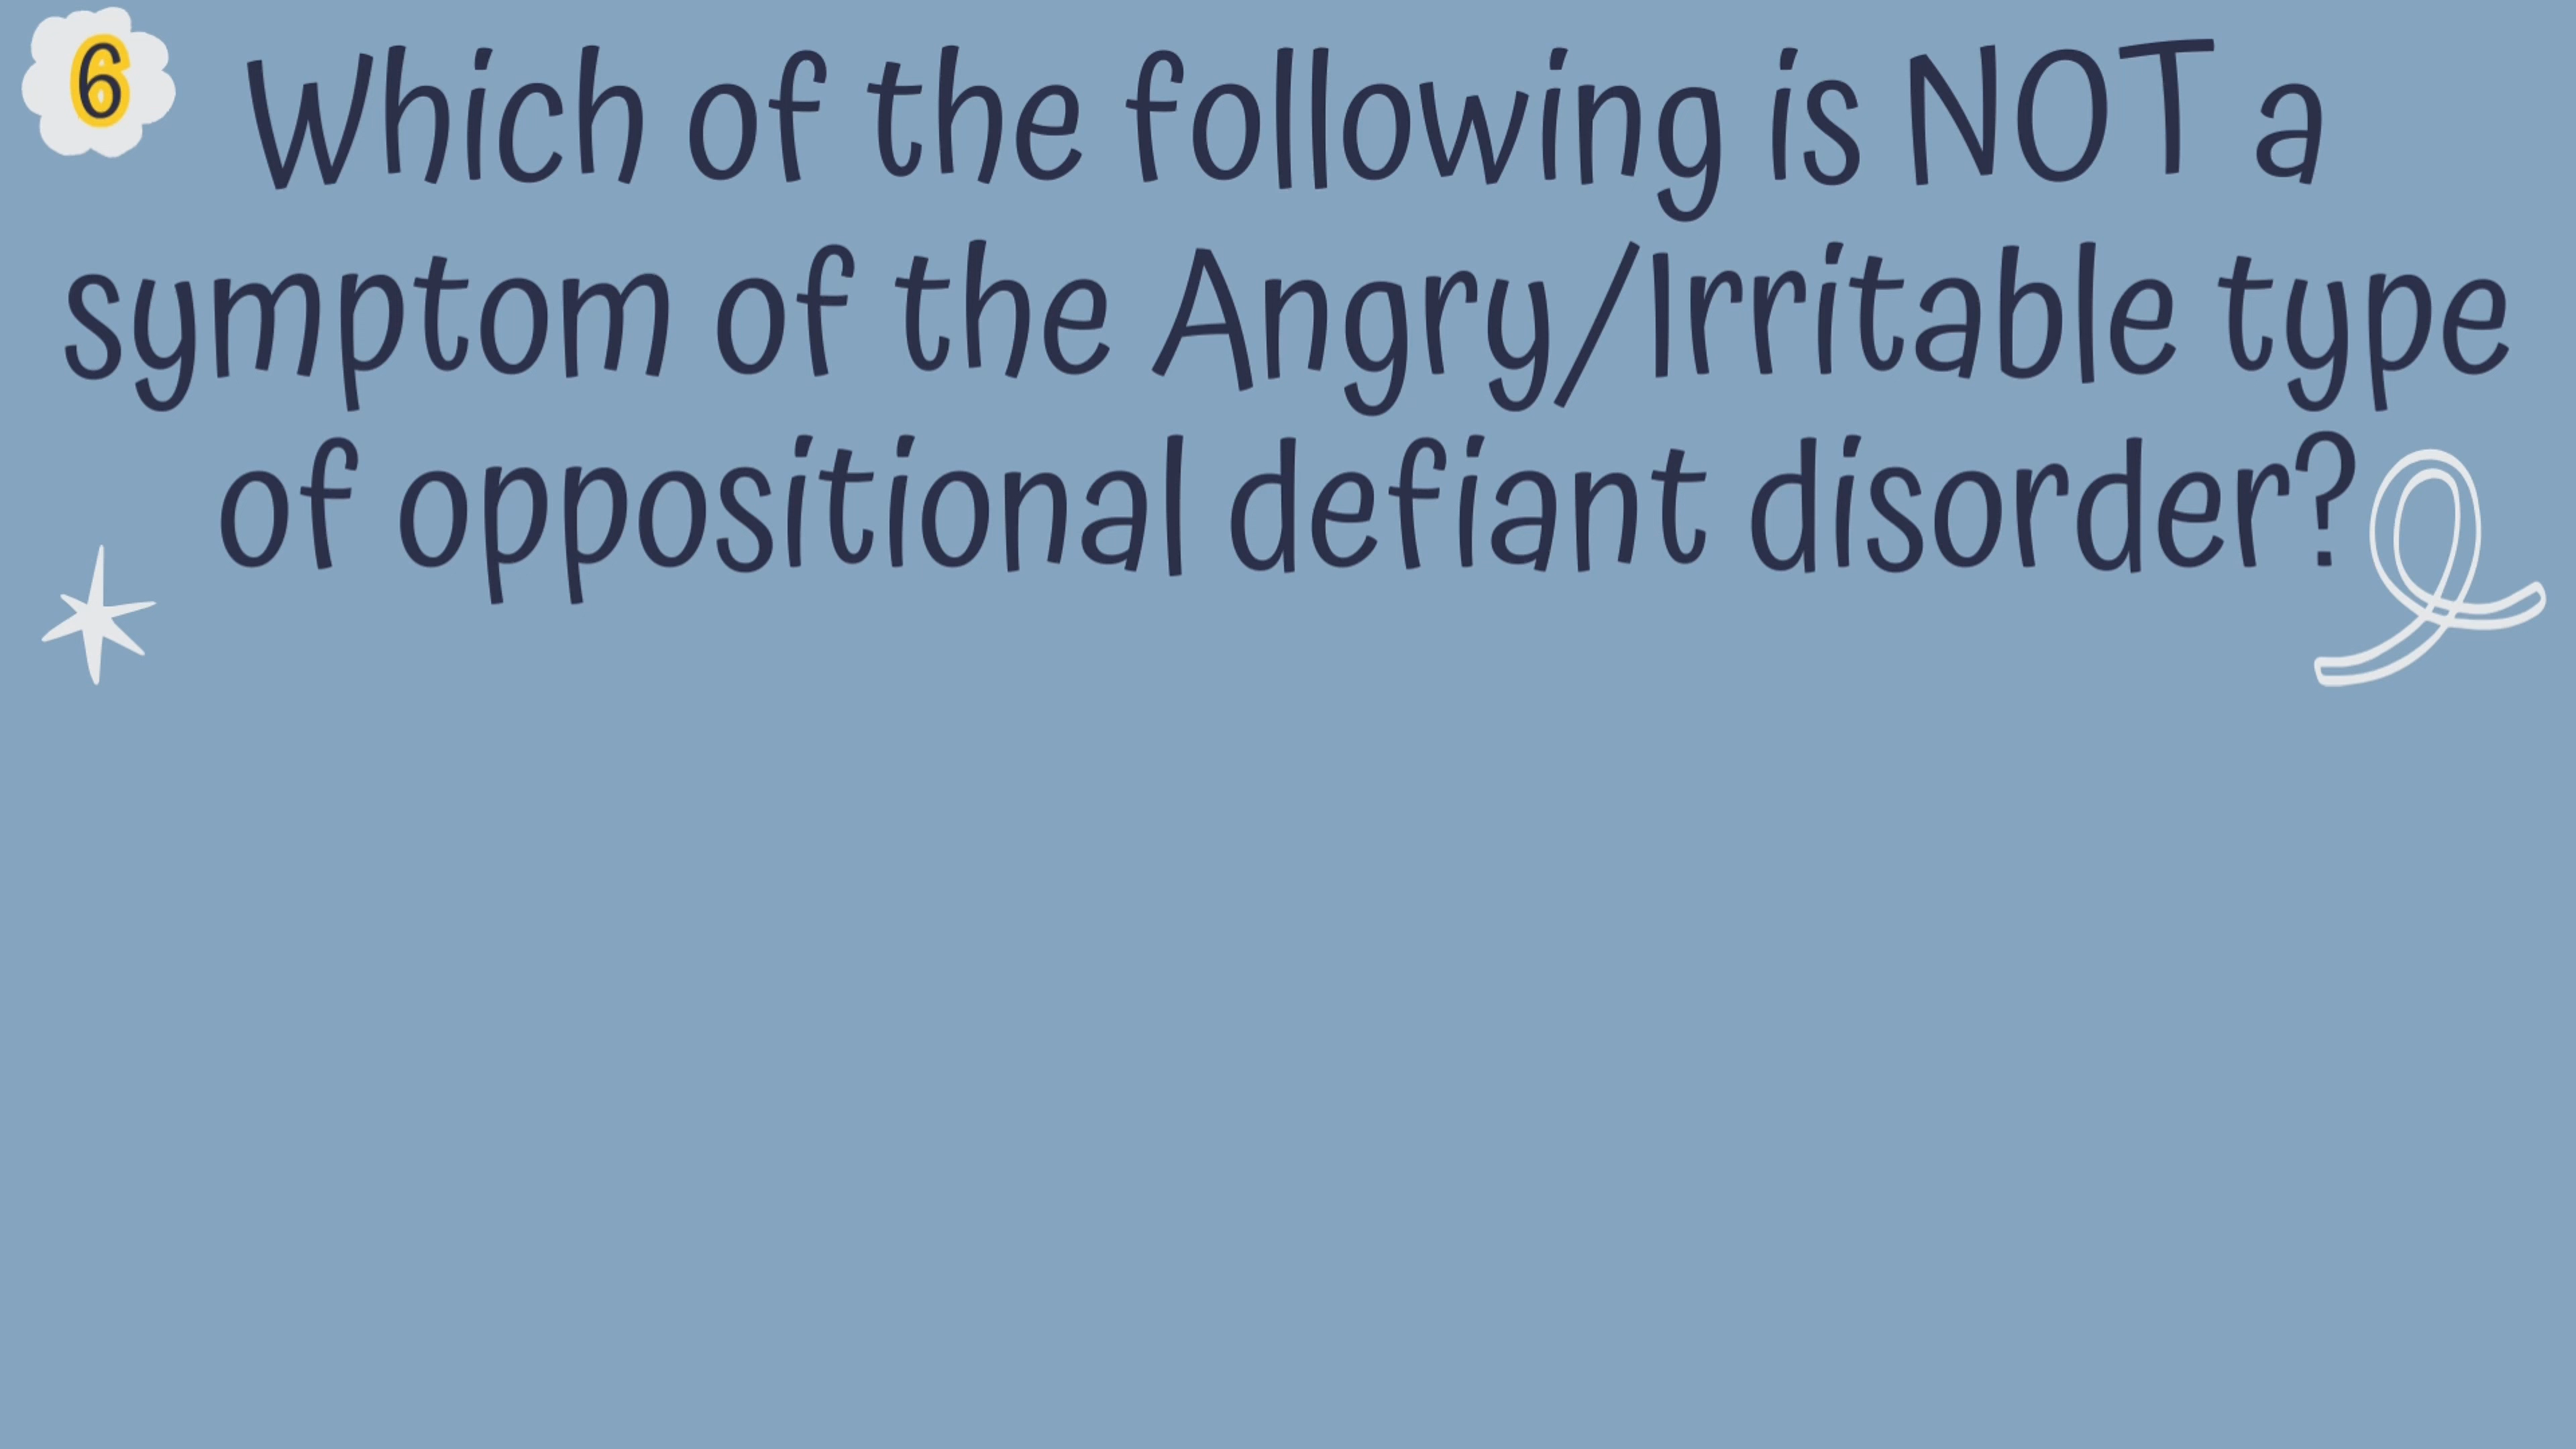 6
Which of the following is NOT a
symptom of the Angry/Irritable type
of oppositional defiant disorder?